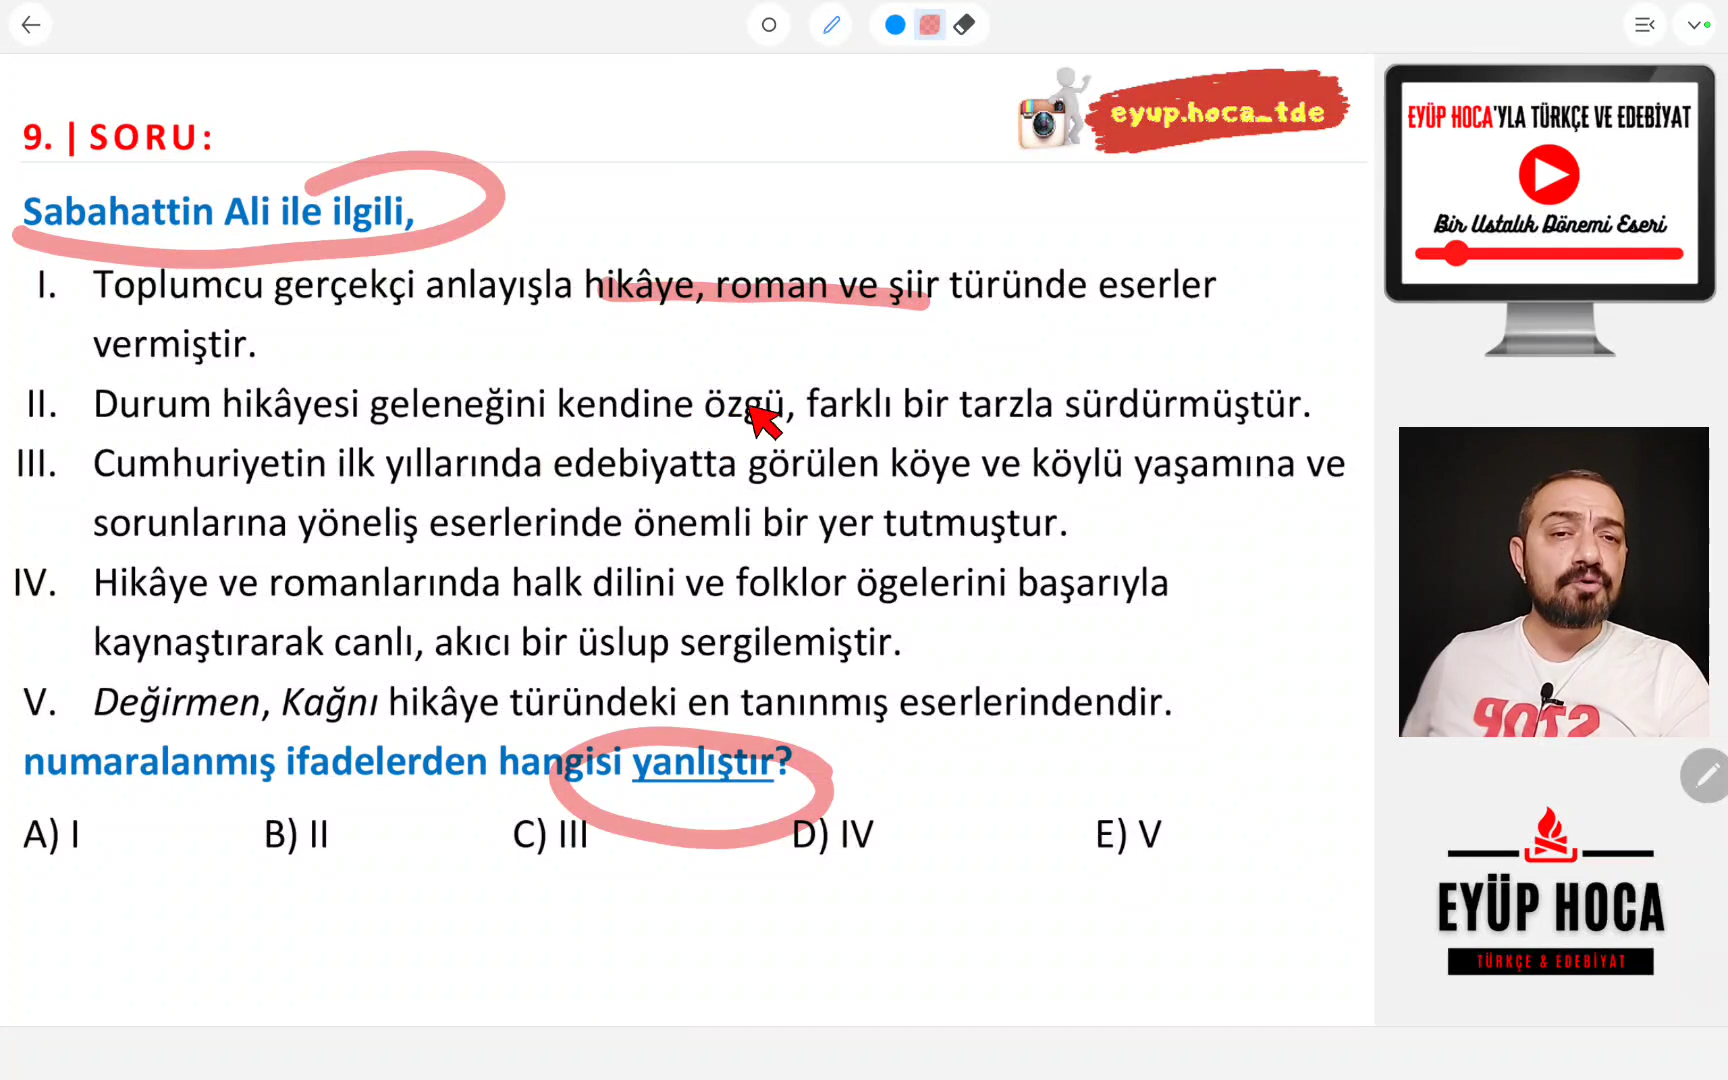 eyup.hoca_tde
EYÜP HOCA'YLA TÜRKÇE VE EDEBİYAT
Bir Ustalık Dönemi Eseri
9. | SORU:
Sabahattin Ali ile ilgili,
I. Toplumcu gerçekçi anlayışla hikâye, roman ve şiir türünde eserler
vermiştir.
II. Durum hikâyesi geleneğini kendine özgü, farklı bir tarzla sürdürmüştür.
III. Cumhuriyetin ilk yıllarında edebiyatta görülen köye ve köylü yaşamına ve
sorunlarına yöneliş eserlerinde önemli bir yer tutmuştur.
IV. Hikâye ve romanlarında halk dilini ve folklor ögelerini başarıyla
kaynaştırarak canlı, akıcı bir üslup sergilemiştir.
V. Değirmen, Kağnı hikâye türündeki en tanınmış eserlerindendir.
numaralanmış ifadelerden hangisi yanlıştır?
A) I B) II C) III D) IV E) V
STOP
EYÜP HOCA
TÜRKÇE & EDEBİYAT